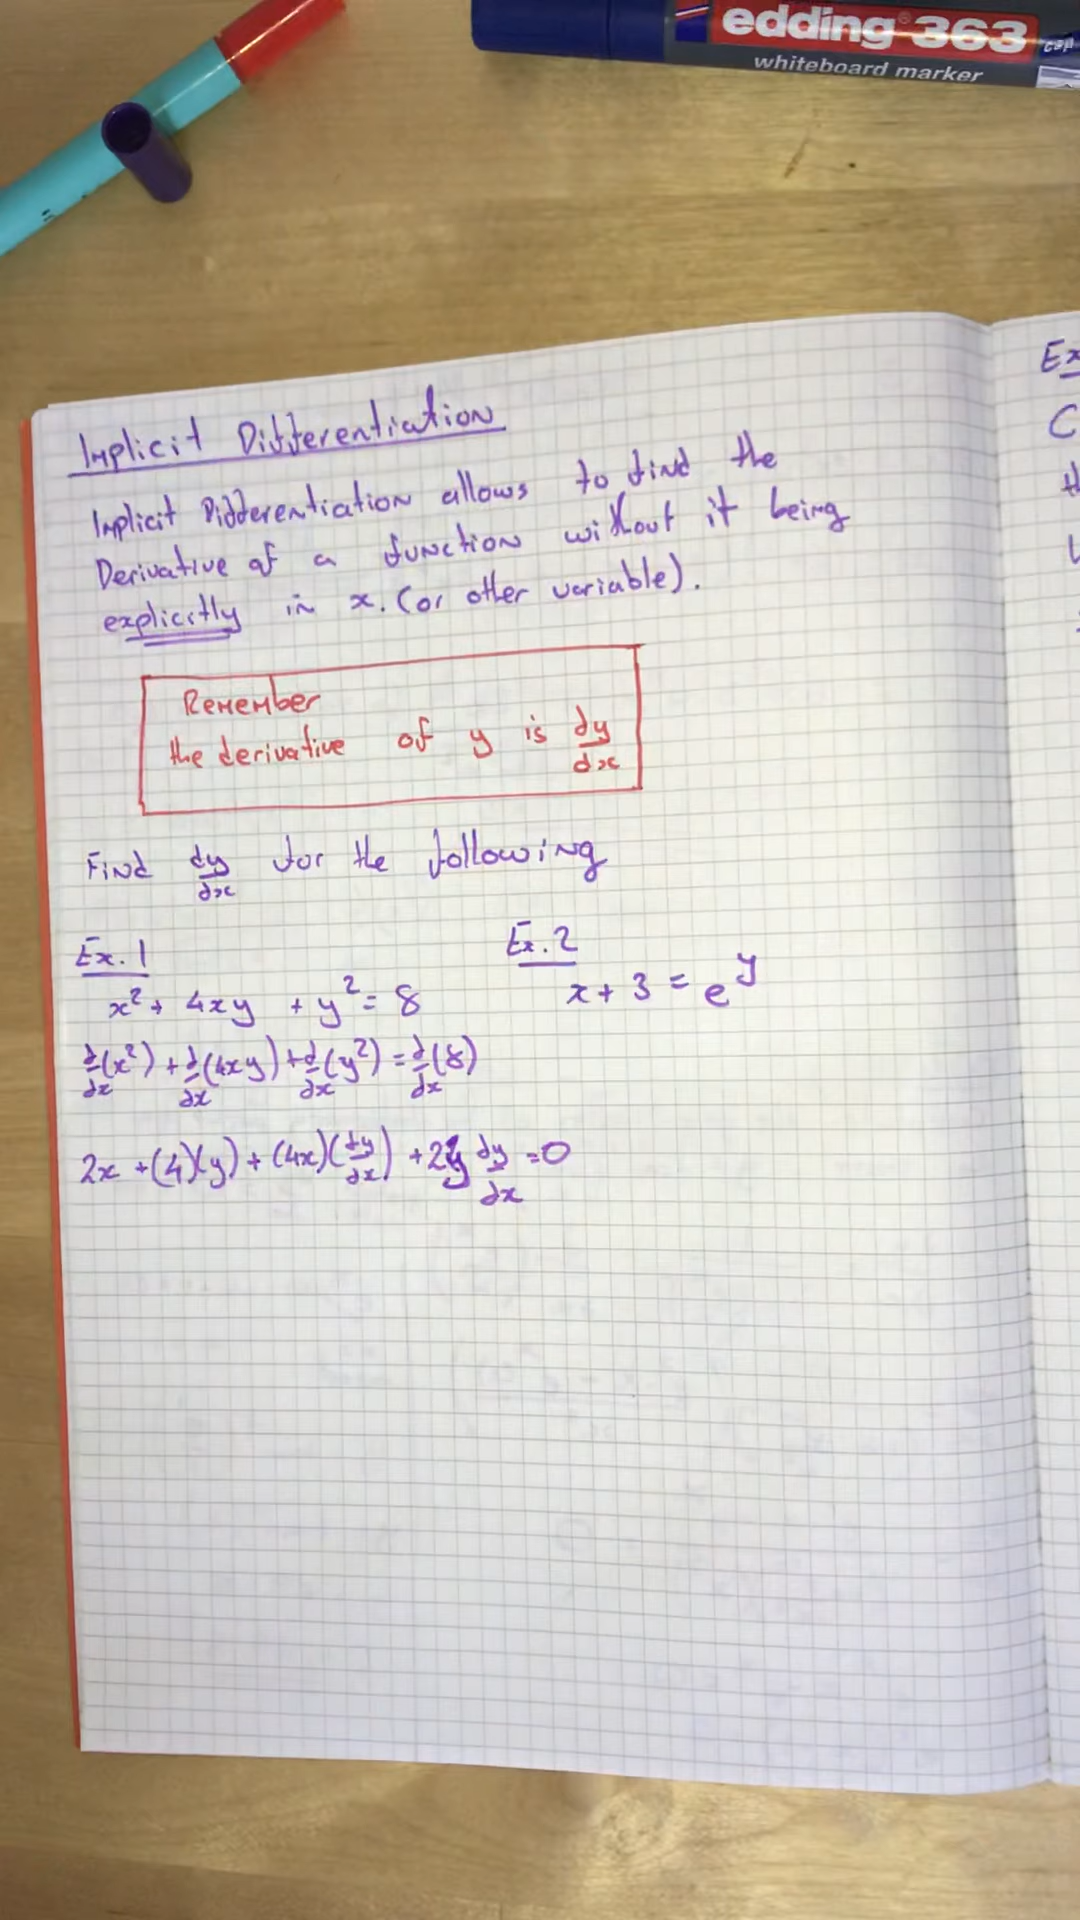 edding 363
cap
whiteboard marker
Implicit Differentiation
Implicit Differentiation allows to find the
Derivative of a function without it being
explicitly in x. (or other variable).
Remember
the derivative of y is dy/dx
Find dy/dx for the following
Ex. 1
x² + 4xy + y² = 8
d/dx(x²) + d/dx(4xy) + d/dx(y²) = d/dx(8)
2x + (4)(y) + (4x)(dy/dx) + 2y dy/dx = 0
Ex. 2
x + 3 = e^y
Ex
C